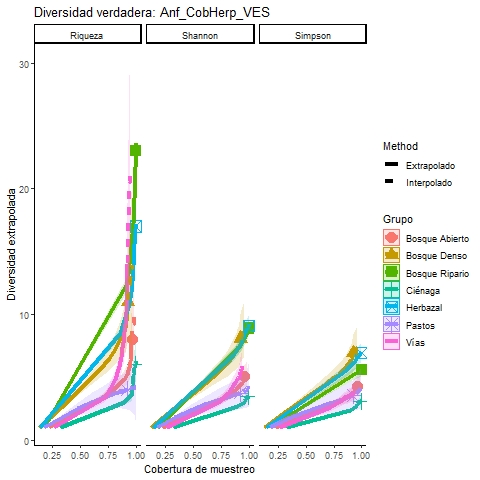 Diversidad verdadera: Anf_CobHerp_VES
Riqueza Shannon Simpson
30
20
10
0
Diversidad extrapolada
0.25 0.50 0.75 1.00 0.25 0.50 0.75 1.00 0.25 0.50 0.75 1.00
Cobertura de muestreo
Method
Extrapolado
Interpolado
Grupo
Bosque Abierto
Bosque Denso
Bosque Ripario
Ciénaga
Herbazal
Pastos
Vías